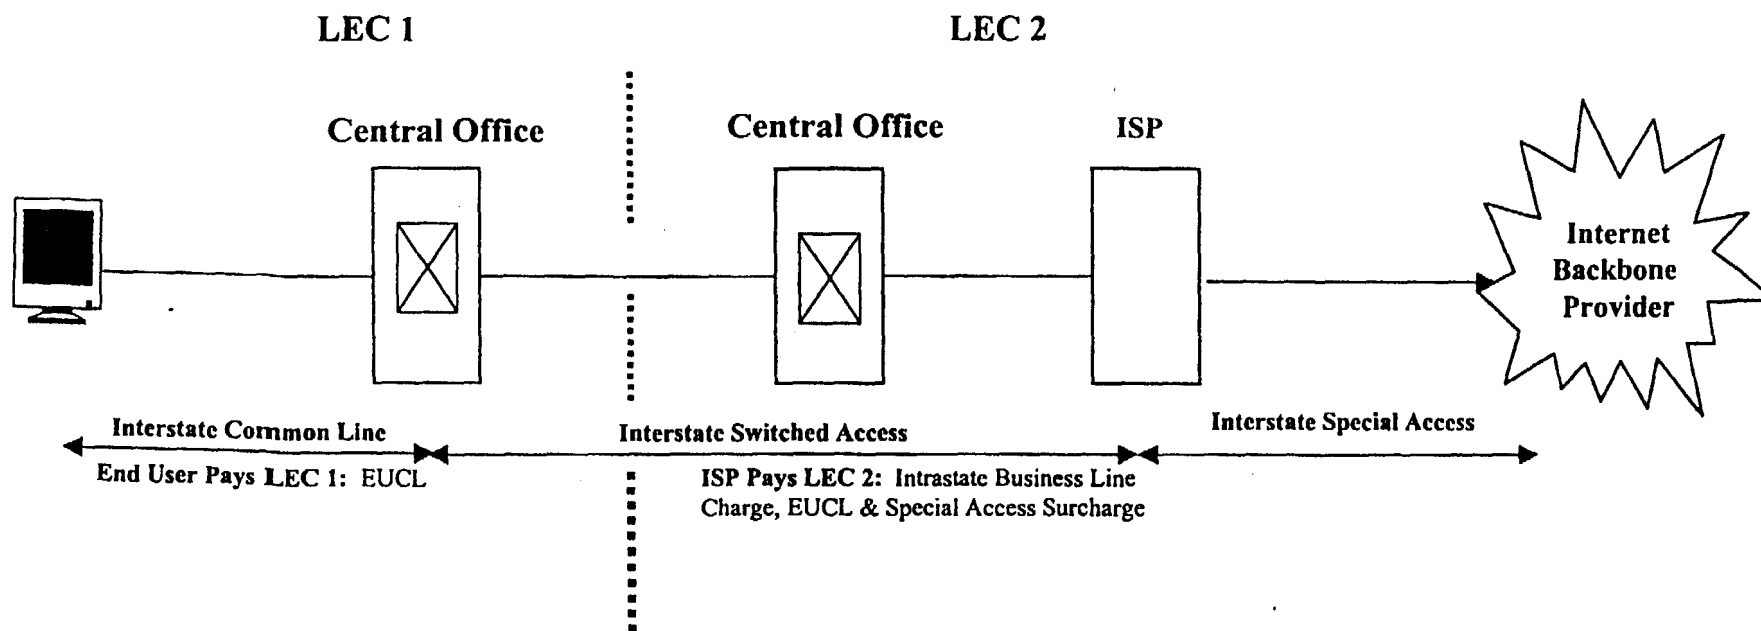 LEC 1
LEC 2
Central Office
Central Office
ISP
Internet
Backbone
Provider
Interstate Common Line
Interstate Switched Access
Interstate Special Access
End User Pays LEC 1: EUCL
ISP Pays LEC 2: Intrastate Business Line
Charge, EUCL & Special Access Surcharge